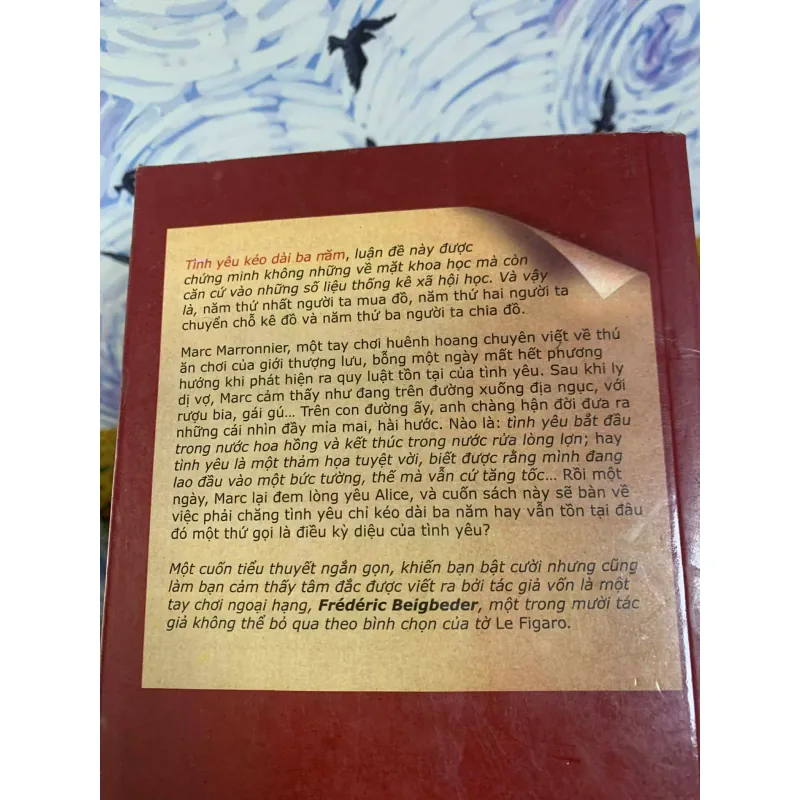 Tình yêu kéo dài ba năm, luận đề này được
chứng minh không những về mặt khoa học mà còn
căn cứ vào những số liệu thống kê xã hội học. Và vậy
là, năm thứ nhất người ta mua đồ, năm thứ hai người ta
chuyển chỗ kê đồ và năm thứ ba người ta chia đồ.
Marc Marronnier, một tay chơi huênh hoang chuyên viết về thú
ăn chơi của giới thượng lưu, bỗng một ngày mất hết phương
hướng khi phát hiện ra quy luật tồn tại của tình yêu. Sau khi ly
dị vợ, Marc cảm thấy như đang trên đường xuống địa ngục, với
rượu bia, gái gú... Trên con đường ấy, anh chàng hận đời đưa ra
những cái nhìn đầy mỉa mai, hài hước. Nào là: tình yêu bắt đầu
trong nước hoa hồng và kết thúc trong nước rửa lòng lợn; hay
tình yêu là một thảm họa tuyệt vời, biết được rằng mình đang
lao đầu vào một bức tường, thế mà vẫn cứ tăng tốc... Rồi một
ngày, Marc lại đem lòng yêu Alice, và cuốn sách này sẽ bàn về
việc phải chăng tình yêu chỉ kéo dài ba năm hay vẫn tồn tại đâu
đó một thứ gọi là điều kỳ diệu của tình yêu?
Một cuốn tiểu thuyết ngắn gọn, khiến bạn bật cười nhưng cũng
làm bạn cảm thấy tâm đắc được viết ra bởi tác giả vốn là một
tay chơi ngoại hạng, Frédéric Beigbeder, một trong mười tác
giả không thể bỏ qua theo bình chọn của tờ Le Figaro.